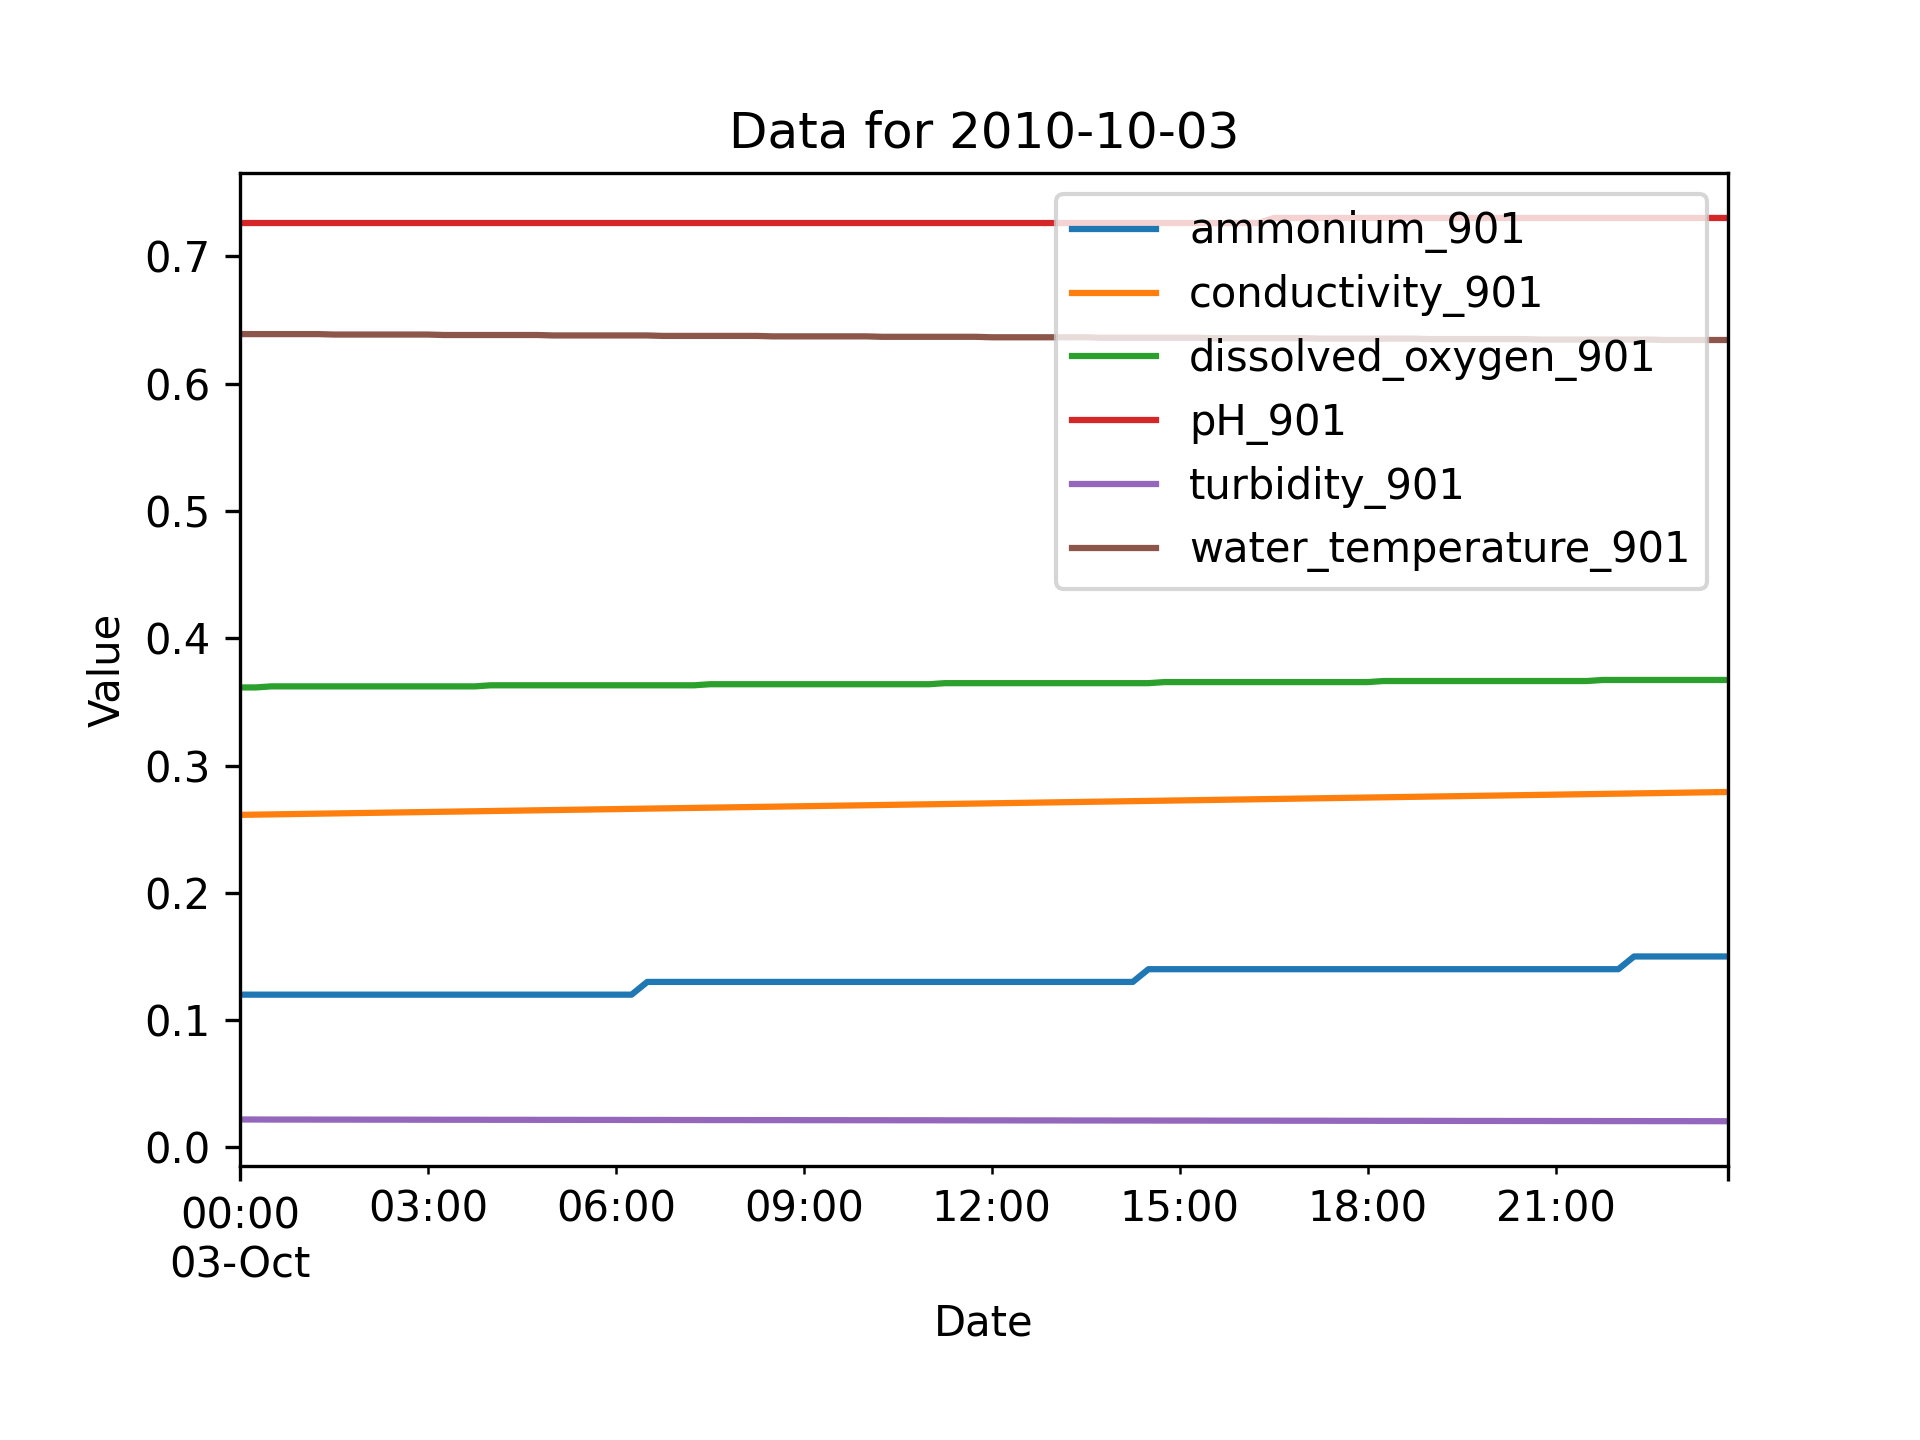 Data for 2010-10-03
ammonium_901
conductivity_901
dissolved_oxygen_901
pH_901
turbidity_901
water_temperature_901
Value
0.7
0.6
0.5
0.4
0.3
0.2
0.1
0.0
00:00 03:00 06:00 09:00 12:00 15:00 18:00 21:00
03-Oct
Date